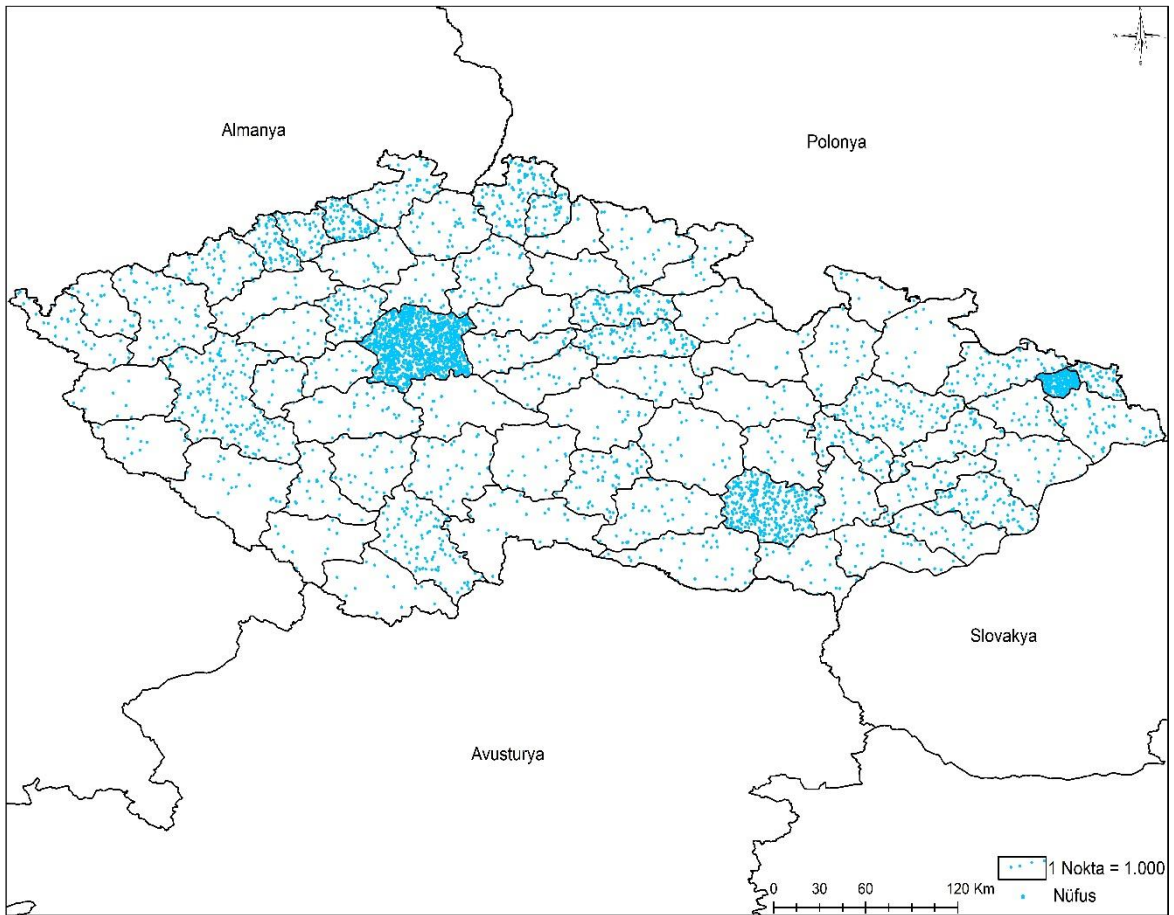 Almanya
Polonya
Slovakya
Avusturya
1 Nokta = 1.000
Nüfus
0 30 60 120 Km